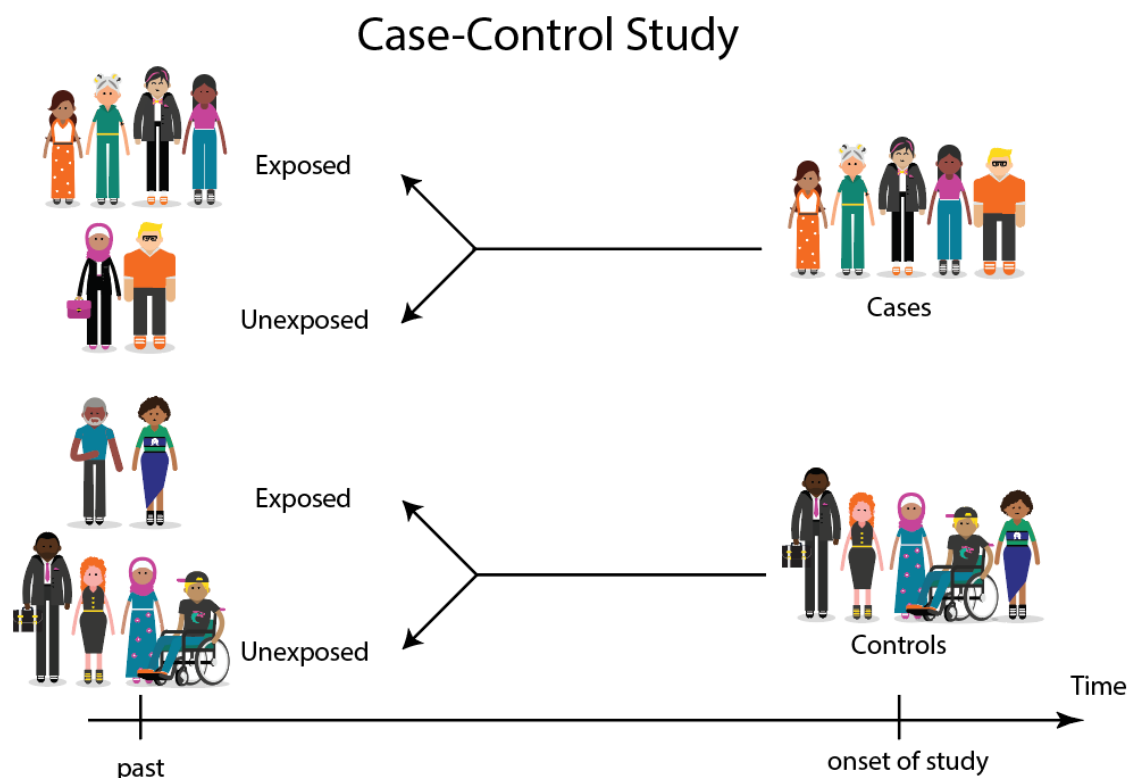 Case-Control Study
Exposed
Unexposed
Cases
Exposed
Unexposed
Controls
Time
past
onset of study